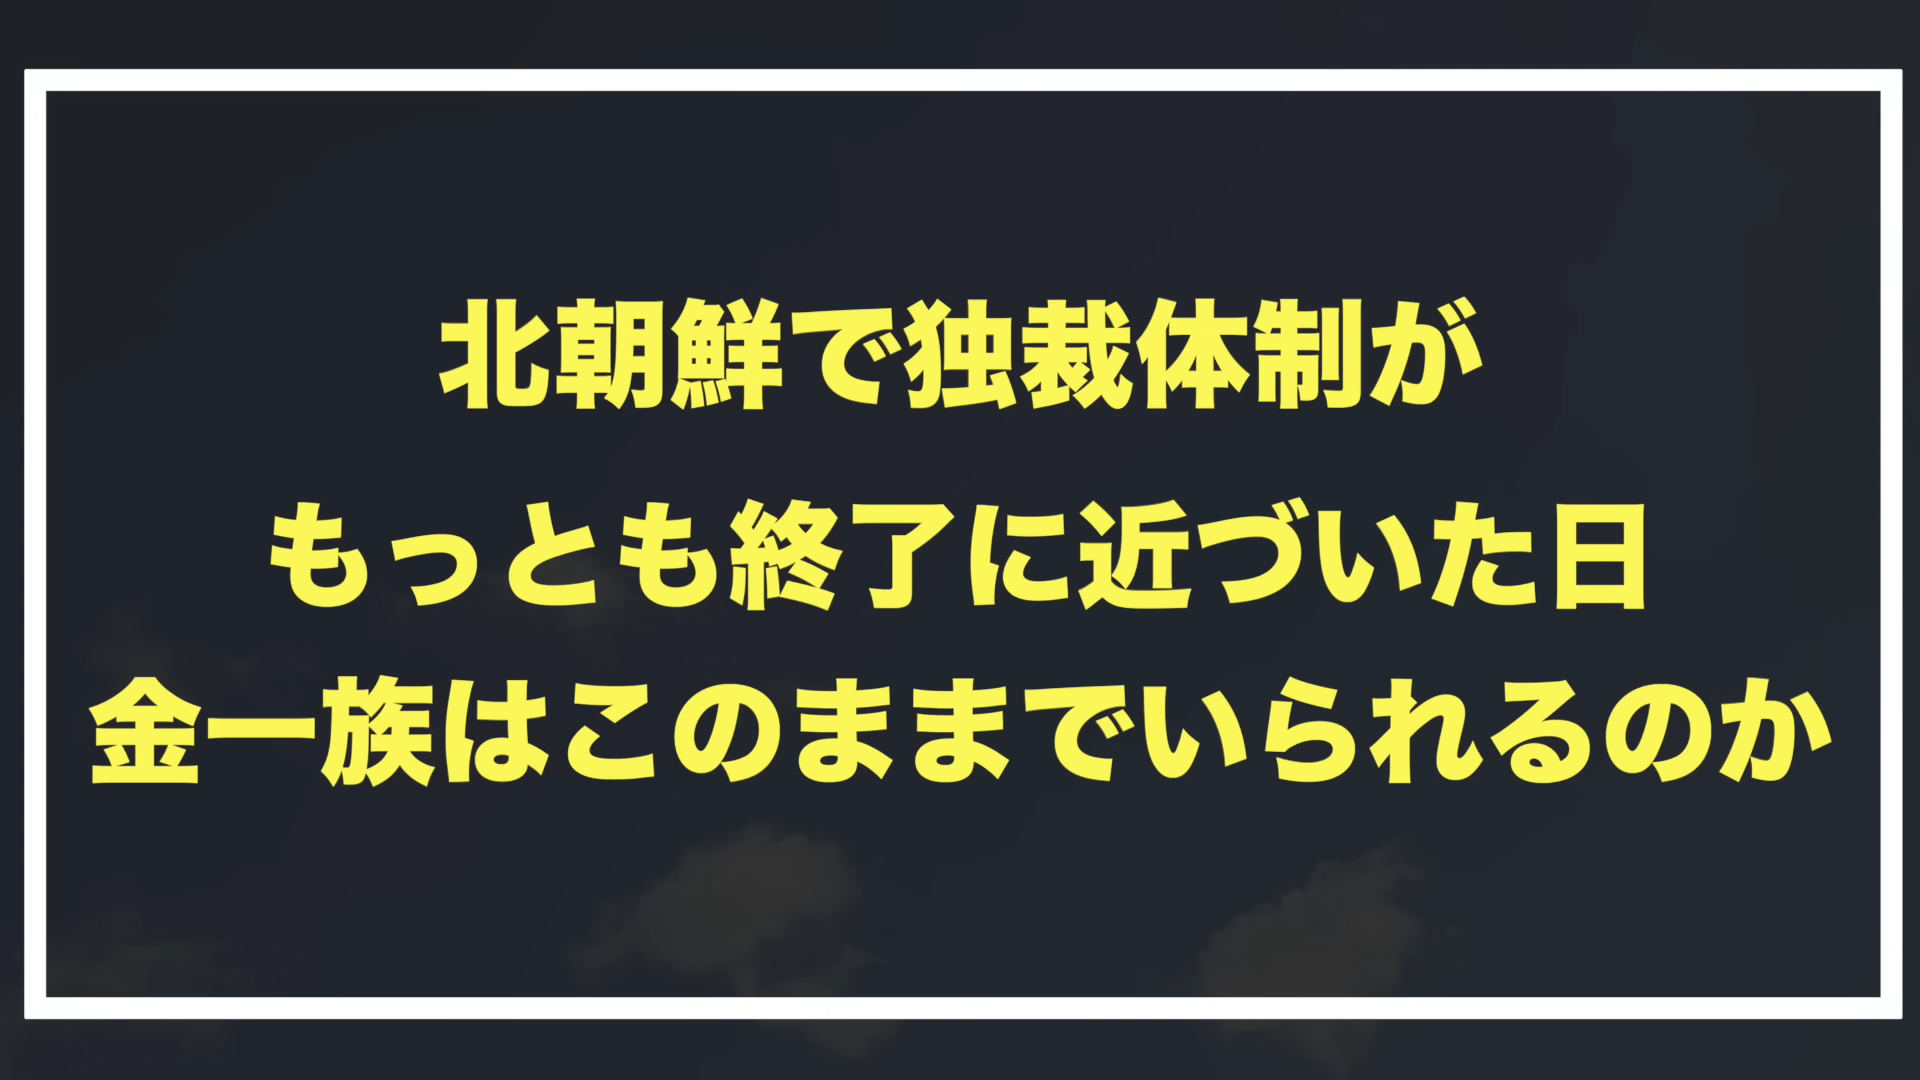 北朝鮮で独裁体制が
もっとも終了に近づいた日
金一族はこのままでいられるのか